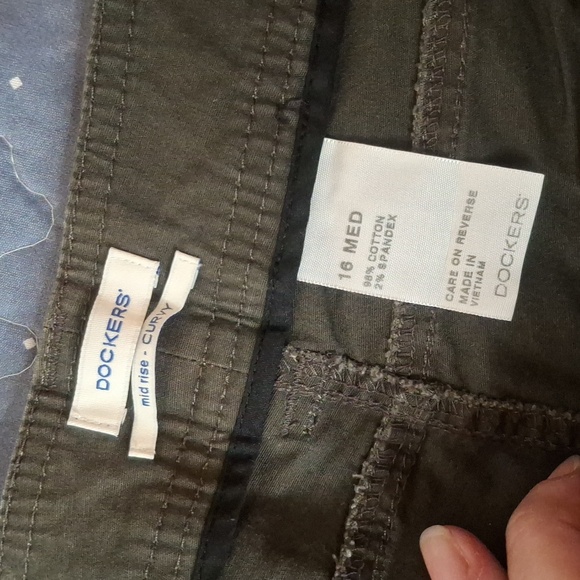 DOCKERS®
mid rise - CURVY
16 MED
98% COTTON
2% SPANDEX
CARE ON REVERSE
MADE IN
VIETNAM
DOCKERS®